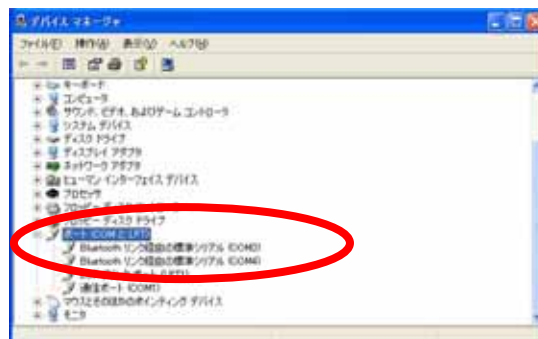 デバイス マネージャ
ファイル(F) 操作(A) 表示(V) ヘルプ(H)
キーボード
コンピュータ
サウンド、ビデオ、およびゲーム コントローラ
システム デバイス
ディスク ドライブ
ディスプレイ アダプタ
ネットワーク アダプタ
ヒューマン インターフェイス デバイス
プロセッサ
フロッピー ディスク ドライブ
ポート (COM と LPT)
Bluetooth リンク経由の標準シリアル (COM3)
Bluetooth リンク経由の標準シリアル (COM4)
通信ポート (COM1)
マウスとそのほかのポインティング デバイス
モニタ